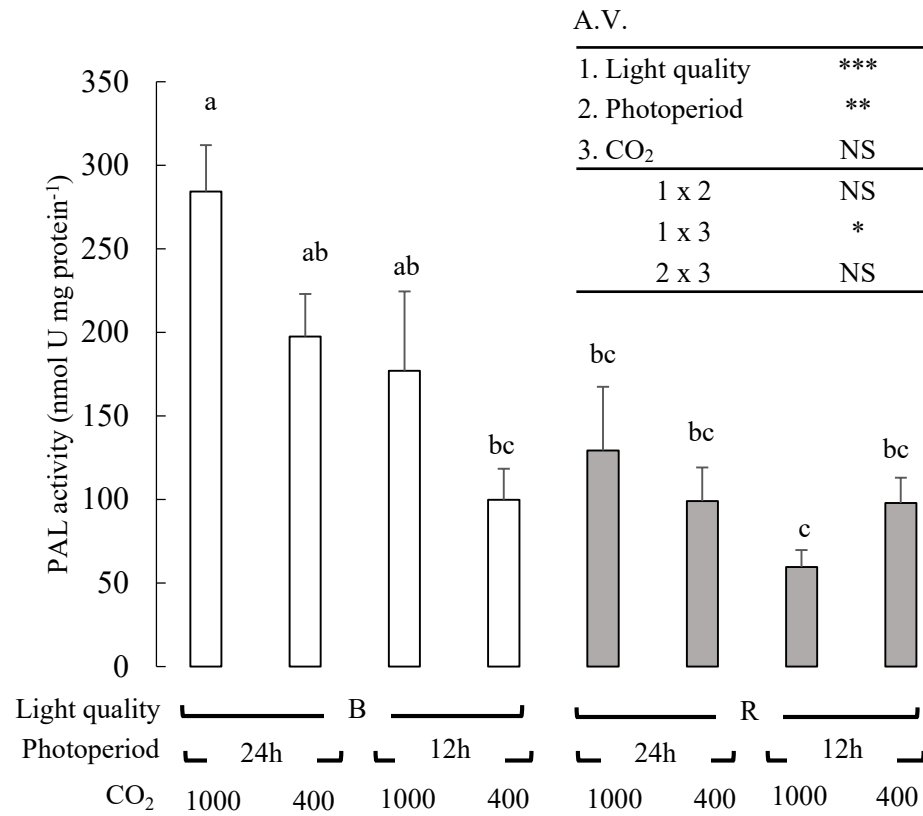 A.V.
1. Light quality ***
2. Photoperiod **
3. CO₂ NS
1 x 2 NS
1 x 3 *
2 x 3 NS
PAL activity (nmol U mg protein⁻¹)
350
300
250
200
150
100
50
0
a
ab
ab
bc
bc
bc
c
bc
Light quality B R
Photoperiod 24h 12h 24h 12h
CO₂ 1000 400 1000 400 1000 400 1000 400